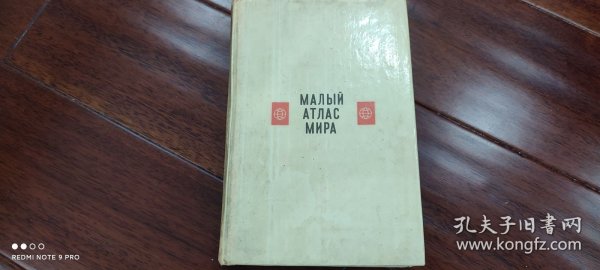 МАЛЫЙ
АТЛАС
МИРА
REDMI NOTE 9 PRO
孔夫子旧书网
www.kongfz.com